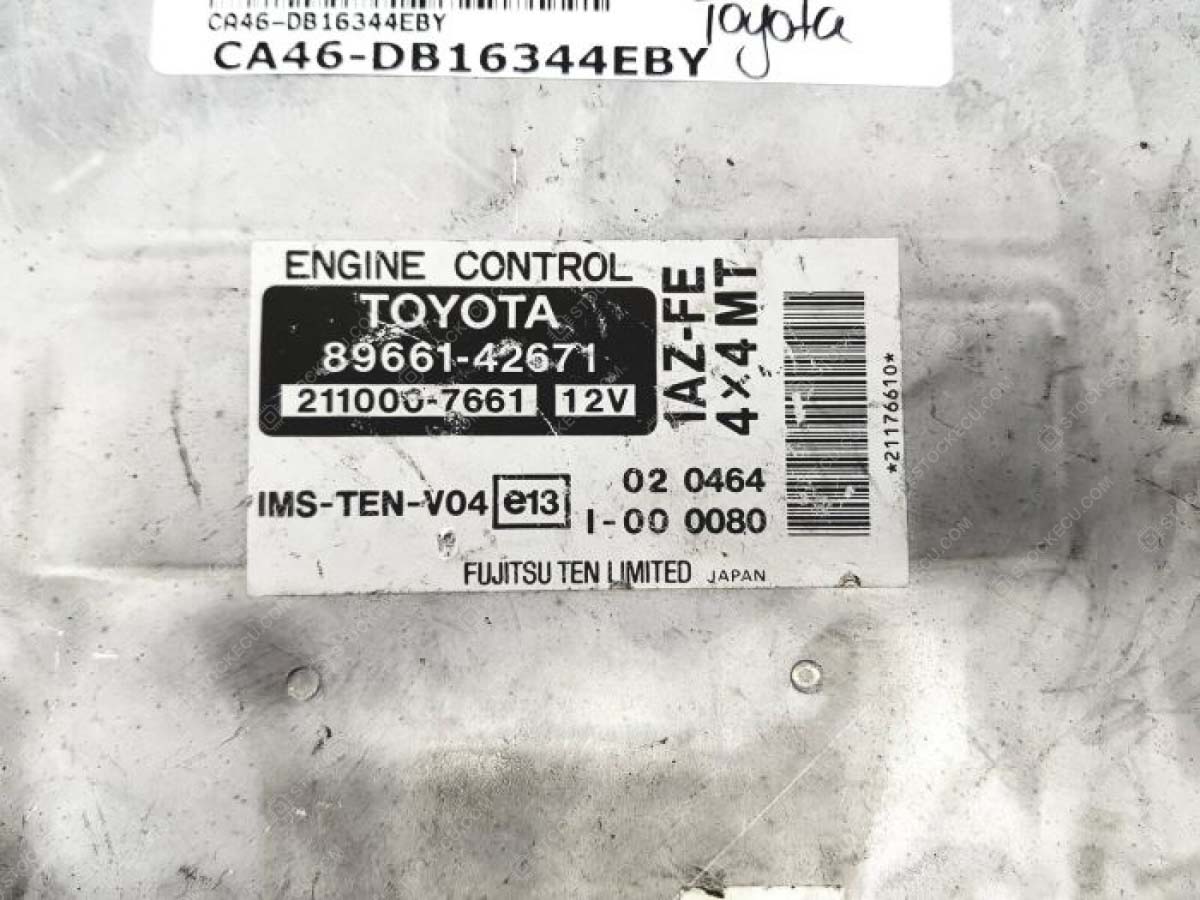 CA46-DB16344EBY
CA46-DB16344EBY
Toyota
ENGINE CONTROL
TOYOTA
89661-42671
211000-7661 12V
1AZ-FE
4×4 MT
*21176610*
IMS-TEN-V04 e13
02 0464
I-00 0080
FUJITSU TEN LIMITED JAPAN